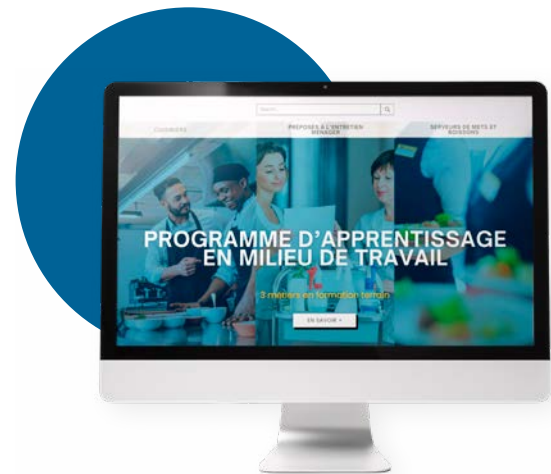 Search...
CUISINIERS
PRÉPOSÉS À L'ENTRETIEN
MÉNAGER
SERVEURS DE METS ET
BOISSONS
PROGRAMME D'APPRENTISSAGE
EN MILIEU DE TRAVAIL
3 métiers en formation terrain
EN SAVOIR +